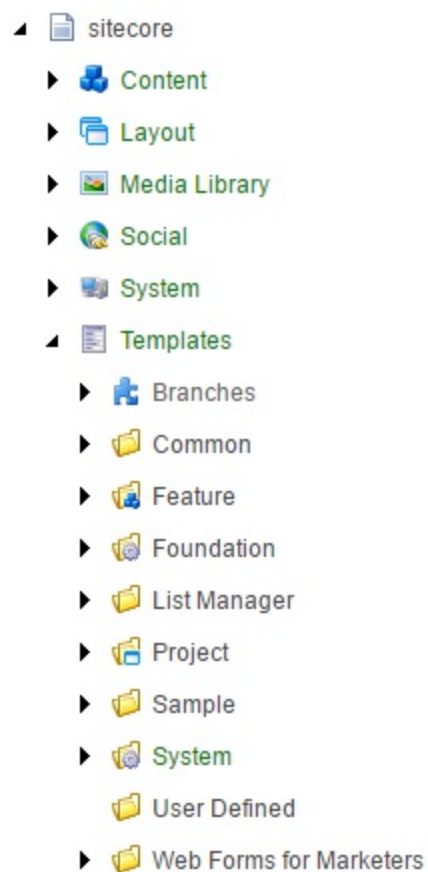 sitecore
Content
Layout
Media Library
Social
System
Templates
Branches
Common
Feature
Foundation
List Manager
Project
Sample
System
User Defined
Web Forms for Marketers